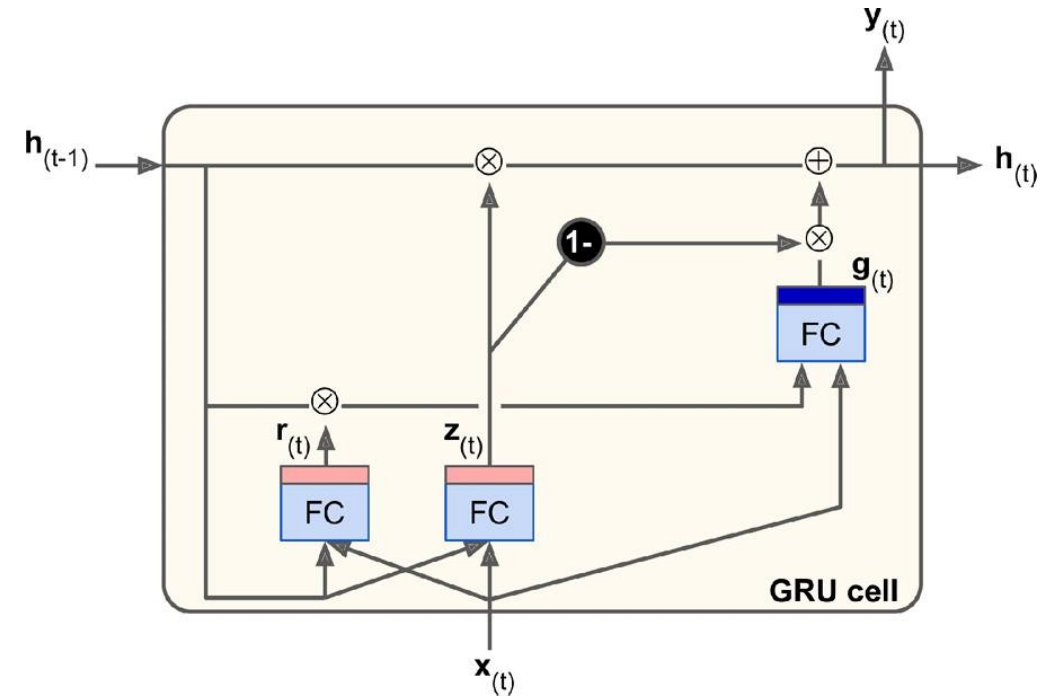 y(t)
h(t-1)
h(t)
1-
g(t)
FC
r(t)
z(t)
FC
FC
GRU cell
x(t)